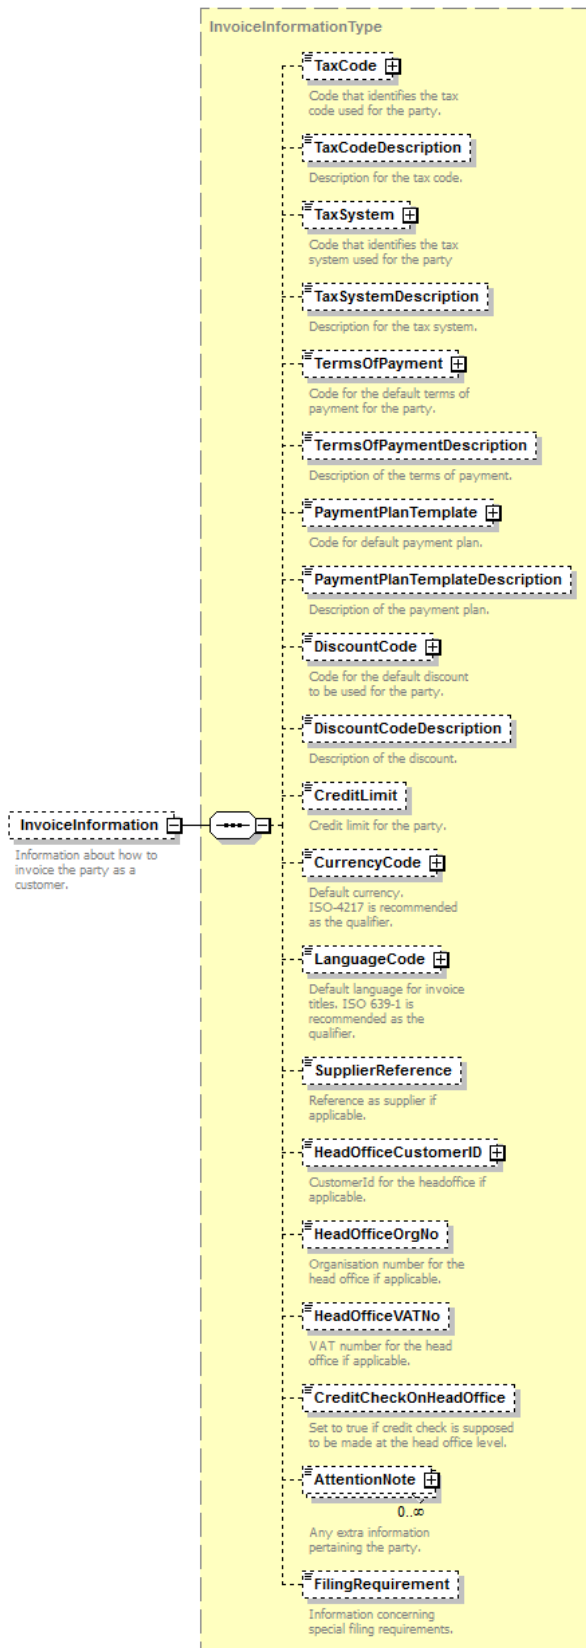 InvoiceInformationType
TaxCode
Code that identifies the tax
code used for the party.
TaxCodeDescription
Description for the tax code.
TaxSystem
Code that identifies the tax
system used for the party
TaxSystemDescription
Description for the tax system.
TermsOfPayment
Code for the default terms of
payment for the party.
TermsOfPaymentDescription
Description of the terms of payment.
PaymentPlanTemplate
Code for default payment plan.
PaymentPlanTemplateDescription
Description of the payment plan.
DiscountCode
Code for the default discount
to be used for the party.
DiscountCodeDescription
Description of the discount.
CreditLimit
Credit limit for the party.
InvoiceInformation
Information about how to
invoice the party as a
customer.
CurrencyCode
Default currency.
ISO-4217 is recommended
as the qualifier.
LanguageCode
Default language for invoice
titles. ISO 639-1 is
recommended as the
qualifier.
SupplierReference
Reference as supplier if
applicable.
HeadOfficeCustomerID
CustomerId for the headoffice if
applicable.
HeadOfficeOrgNo
Organisation number for the
head office if applicable.
HeadOfficeVATNo
VAT number for the head
office if applicable.
CreditCheckOnHeadOffice
Set to true if credit check is supposed
to be made at the head office level.
AttentionNote
0..∞
Any extra information
pertaining the party.
FilingRequirement
Information concerning
special filing requirements.